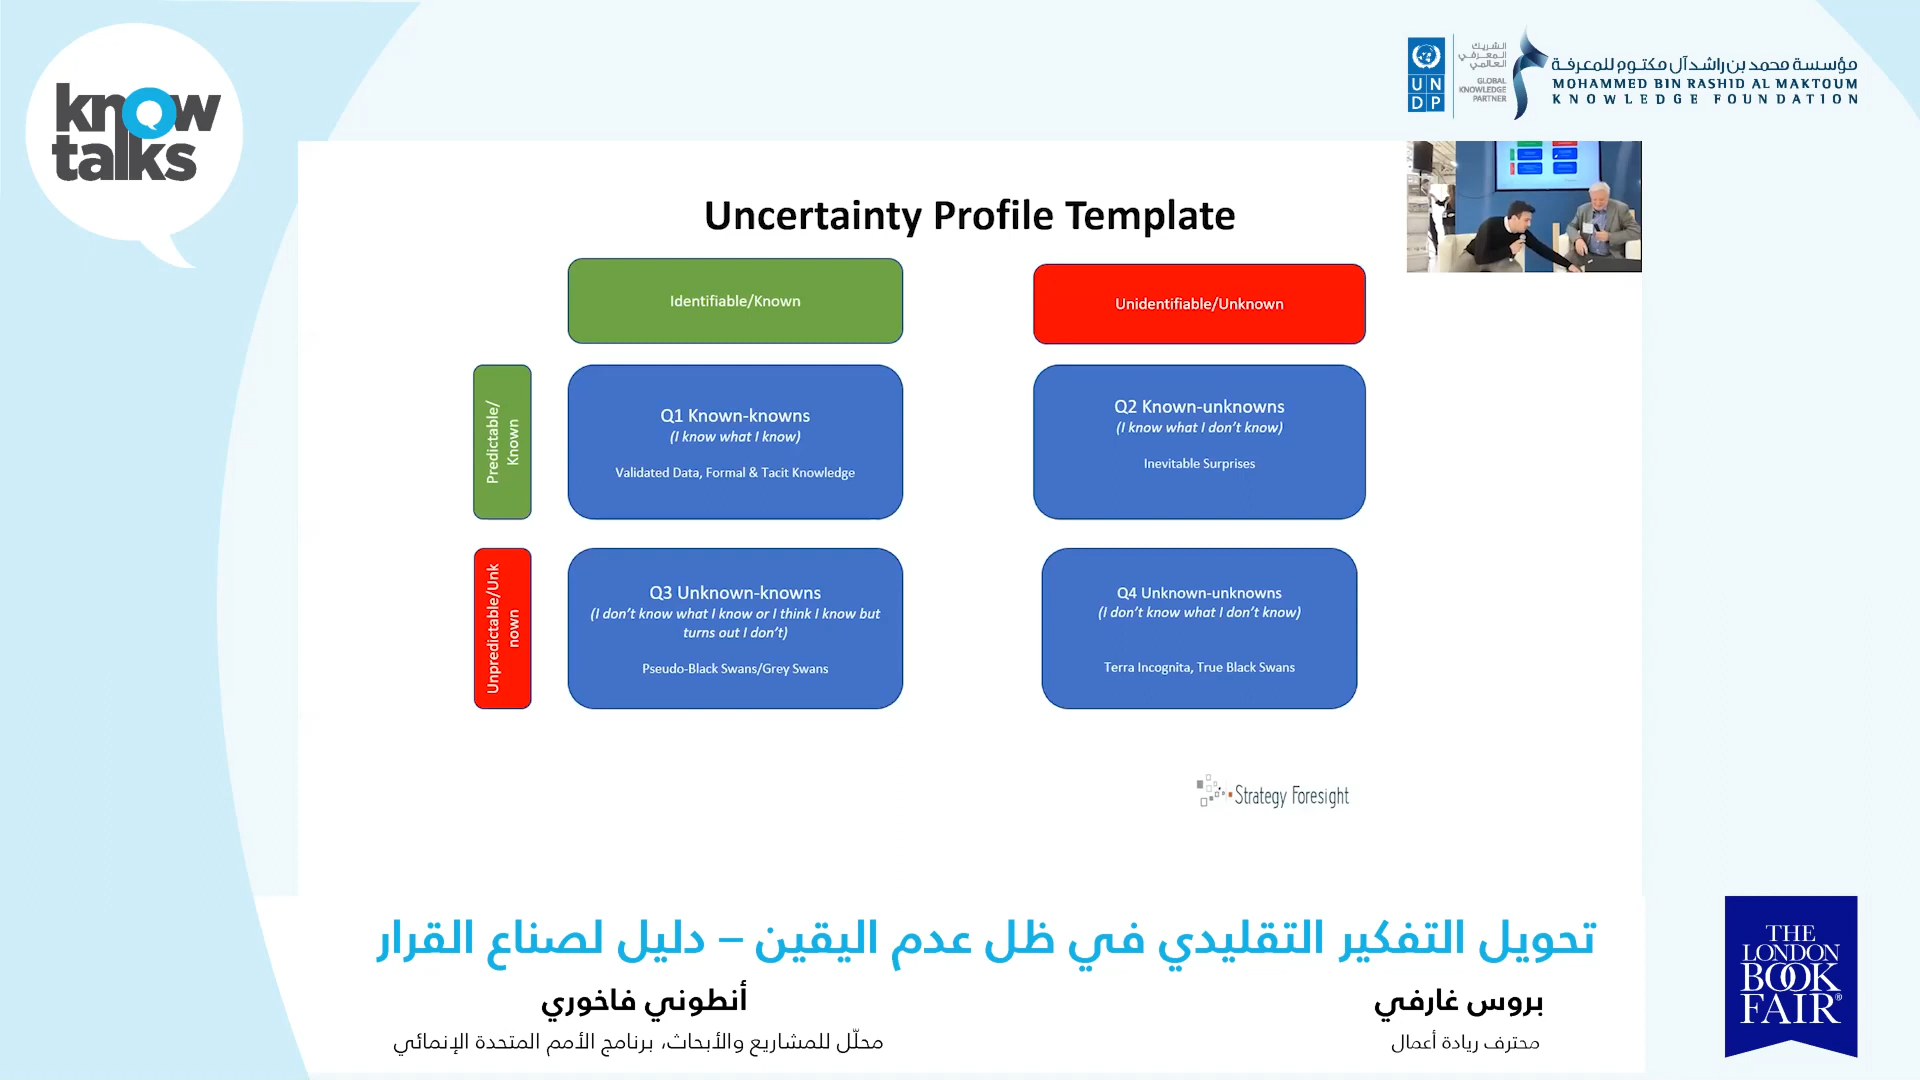 know
talks
UN
DP
الشريك
المعرفي
العالمي
GLOBAL
KNOWLEDGE
PARTNER
مؤسسة محمد بن راشد آل مكتوم للمعرفة
MOHAMMED BIN RASHID AL MAKTOUM
KNOWLEDGE FOUNDATION
Uncertainty Profile Template
Identifiable/Known
Unidentifiable/Unknown
Predictable/
Known
Q1 Known-knowns
(I know what I know)
Validated Data, Formal & Tacit Knowledge
Q2 Known-unknowns
(I know what I don't know)
Inevitable Surprises
Unpredictable/Unk
nown
Q3 Unknown-knowns
(I don't know what I know or I think I know but
turns out I don't)
Pseudo-Black Swans/Grey Swans
Q4 Unknown-unknowns
(I don't know what I don't know)
Terra Incognita, True Black Swans
Strategy Foresight
تحويل التفكير التقليدي في ظل عدم اليقين – دليل لصناع القرار
بروس غارفي
محترف ريادة أعمال
أنطوني فاخوري
محلّل للمشاريع والأبحاث، برنامج الأمم المتحدة الإنمائي
THE
LONDON
BOOK
FAIR®